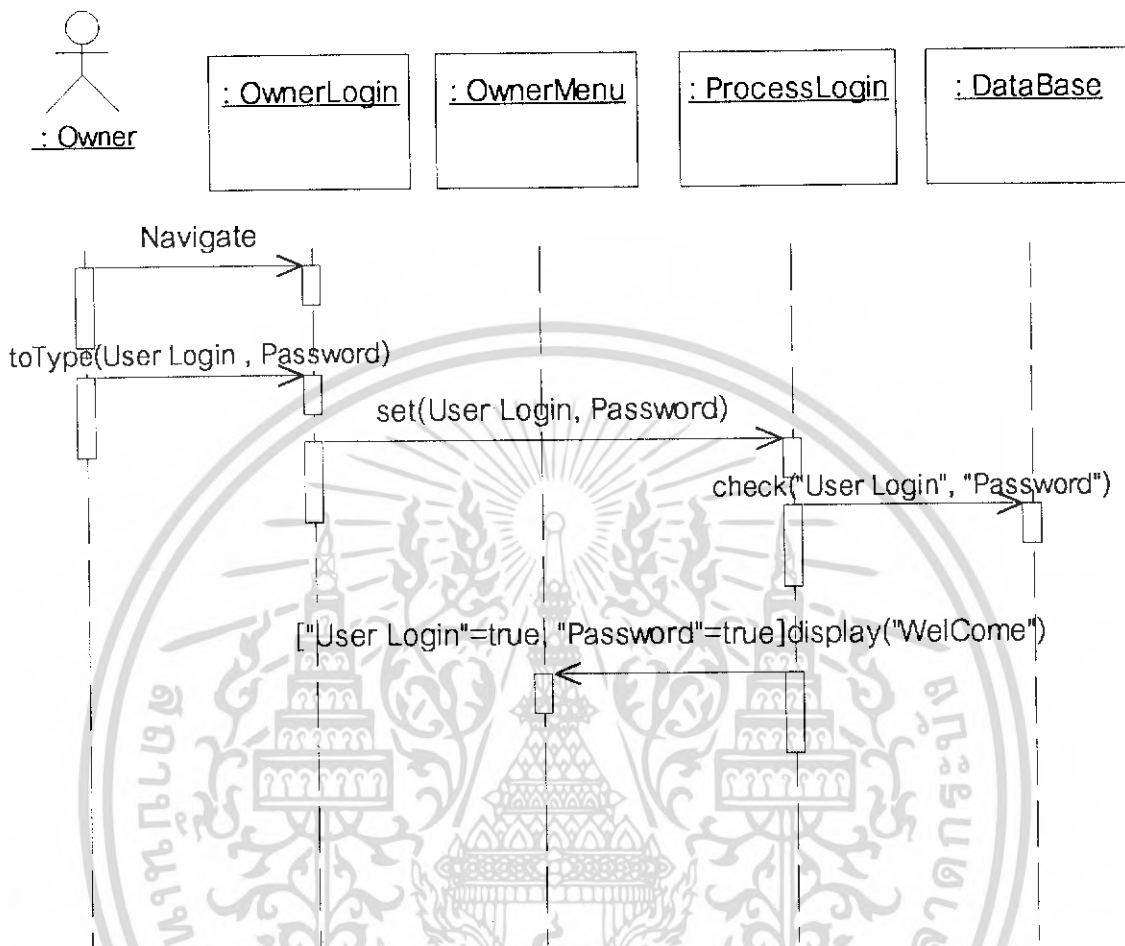 : Owner
: OwnerLogin
: OwnerMenu
: ProcessLogin
: DataBase
Navigate
toType(User Login , Password)
set(User Login, Password)
check("User Login", "Password")
["User Login"=true, "Password"=true]display("WelCome")